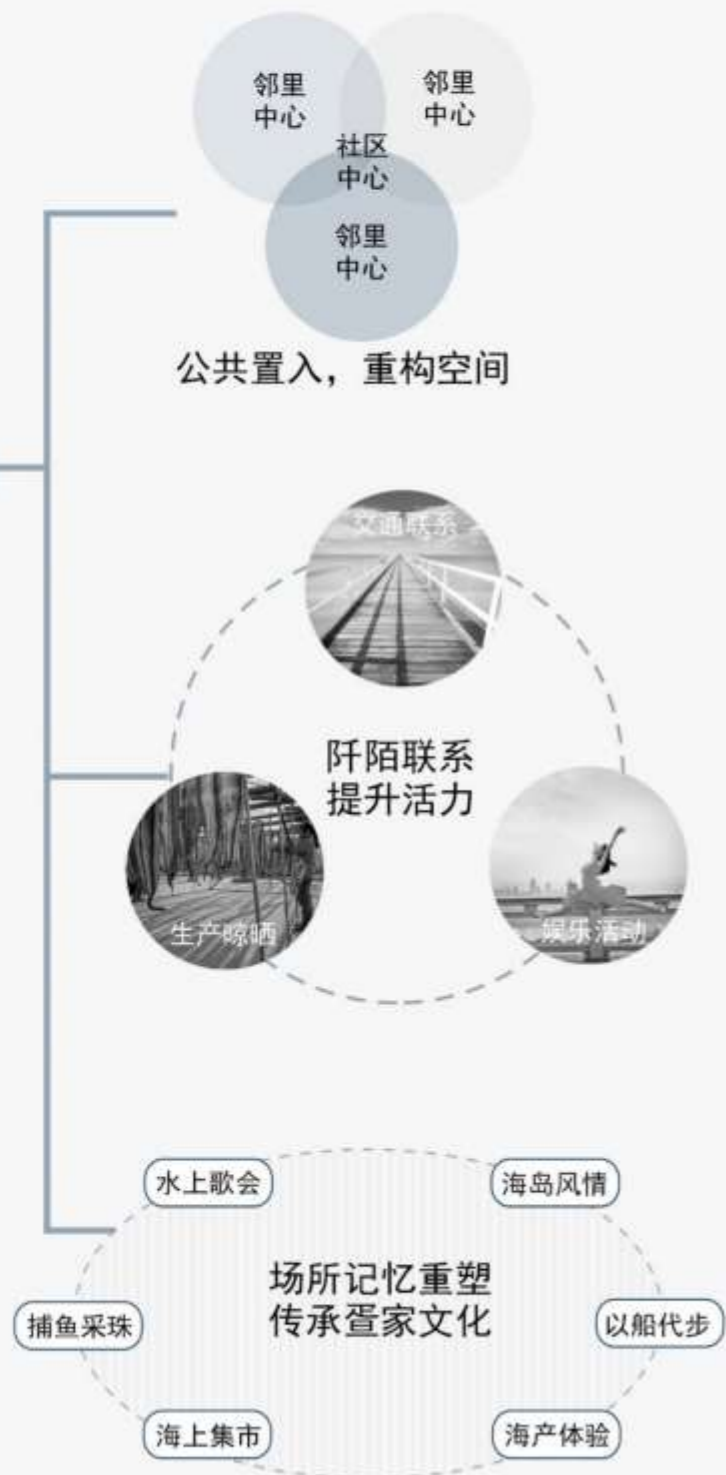 邻里
中心
邻里
中心
社区
中心
邻里
中心
公共置入，重构空间
交通联系
阡陌联系
提升活力
生产晾晒
娱乐活动
水上歌会
海岛风情
场所记忆重塑
传承疍家文化
捕鱼采珠
以船代步
海上集市
海产体验